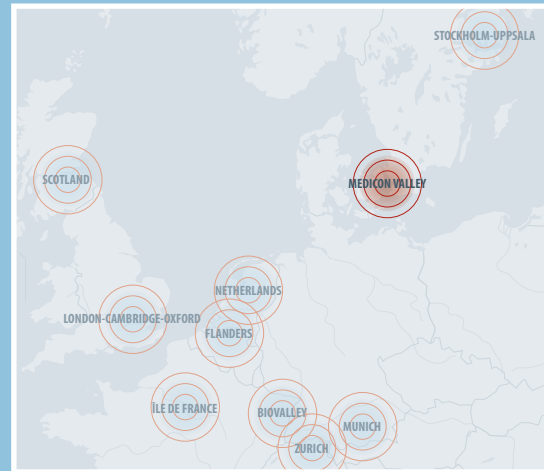 STOCKHOLM-UPPSALA
SCOTLAND
MEDICON VALLEY
NETHERLANDS
LONDON-CAMBRIDGE-OXFORD
FLANDERS
ÎLE DE FRANCE
BIOVALLEY
MUNICH
ZURICH